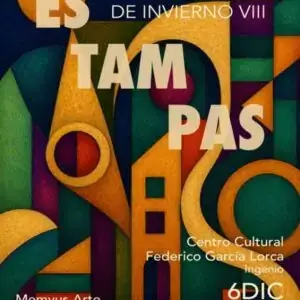 ES
DE INVIERNO VIII
TAM
PAS
Centro Cultural
Federico García Lorca
Ingenio
6DIC